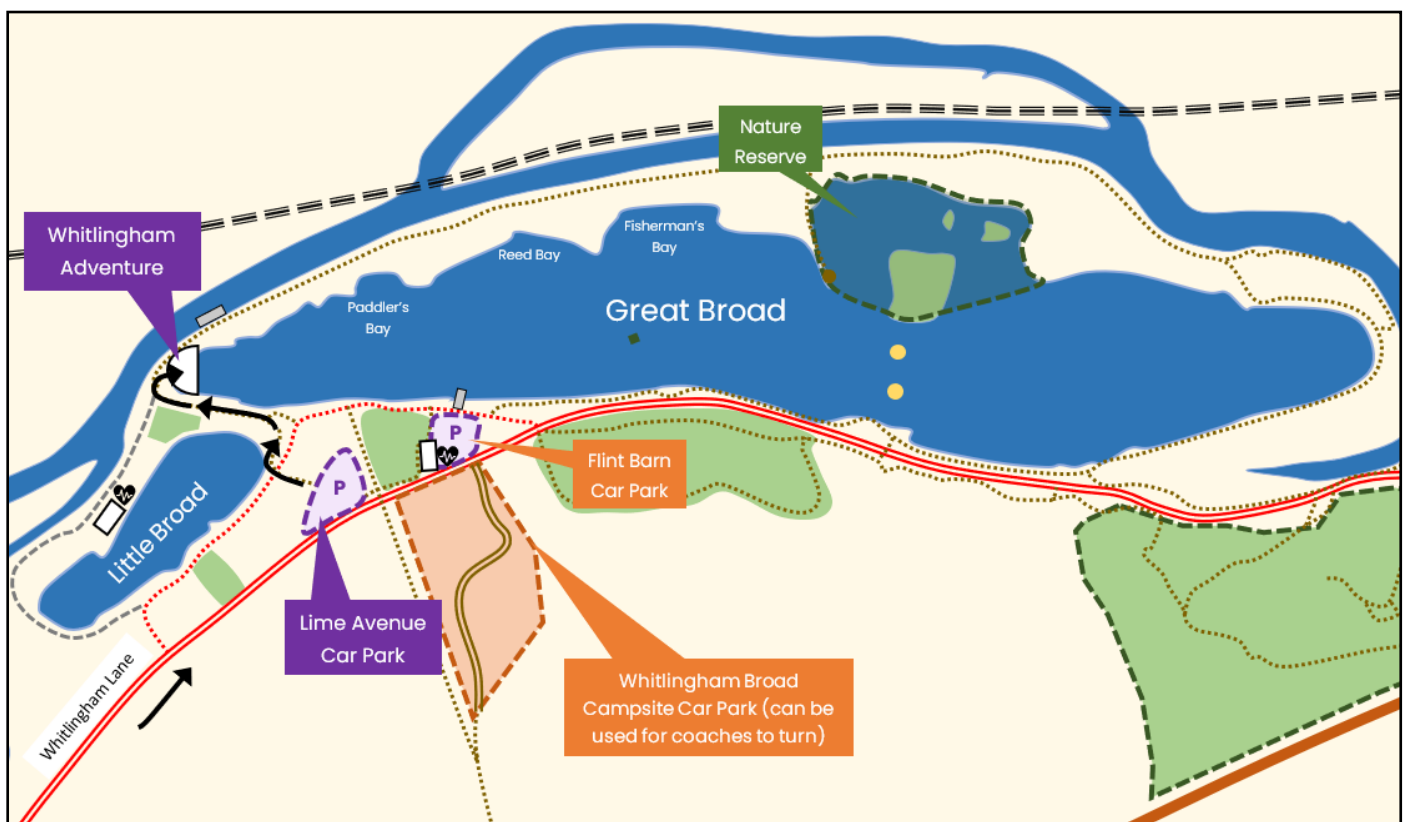 Nature
Reserve
Whitlingham
Adventure
Fisherman's
Bay
Reed Bay
Paddler's
Bay
Great Broad
P
Flint Barn
Car Park
P
Little Broad
Lime Avenue
Car Park
Whitlingham Lane
Whitlingham Broad
Campsite Car Park (can be
used for coaches to turn)